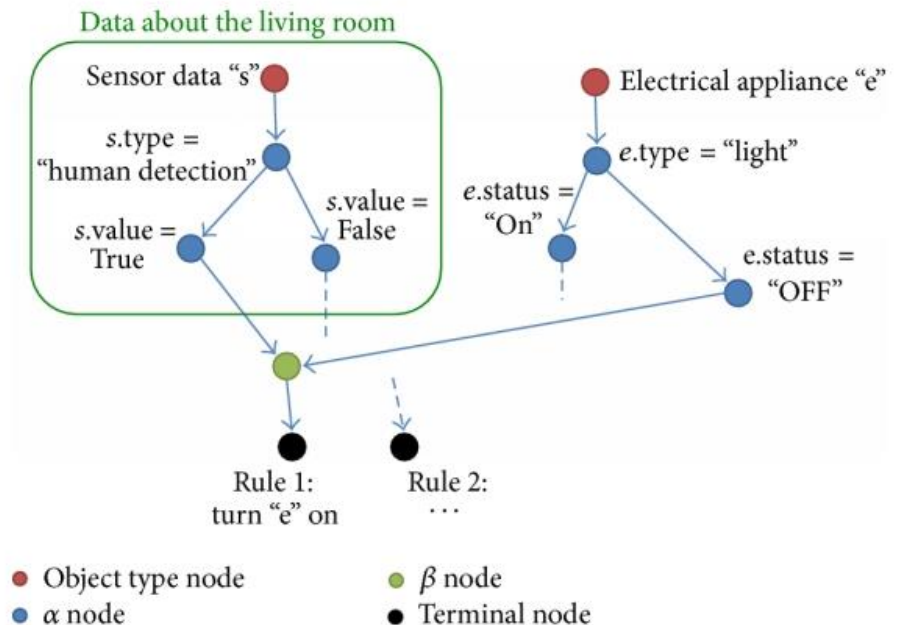 Data about the living room
Sensor data “s”
s.type =
“human detection”
s.value =
True
s.value =
False
Electrical appliance “e”
e.type = “light”
e.status =
“On”
e.status =
“OFF”
Rule 1:
turn “e” on
Rule 2:
...
Object type node
α node
β node
Terminal node